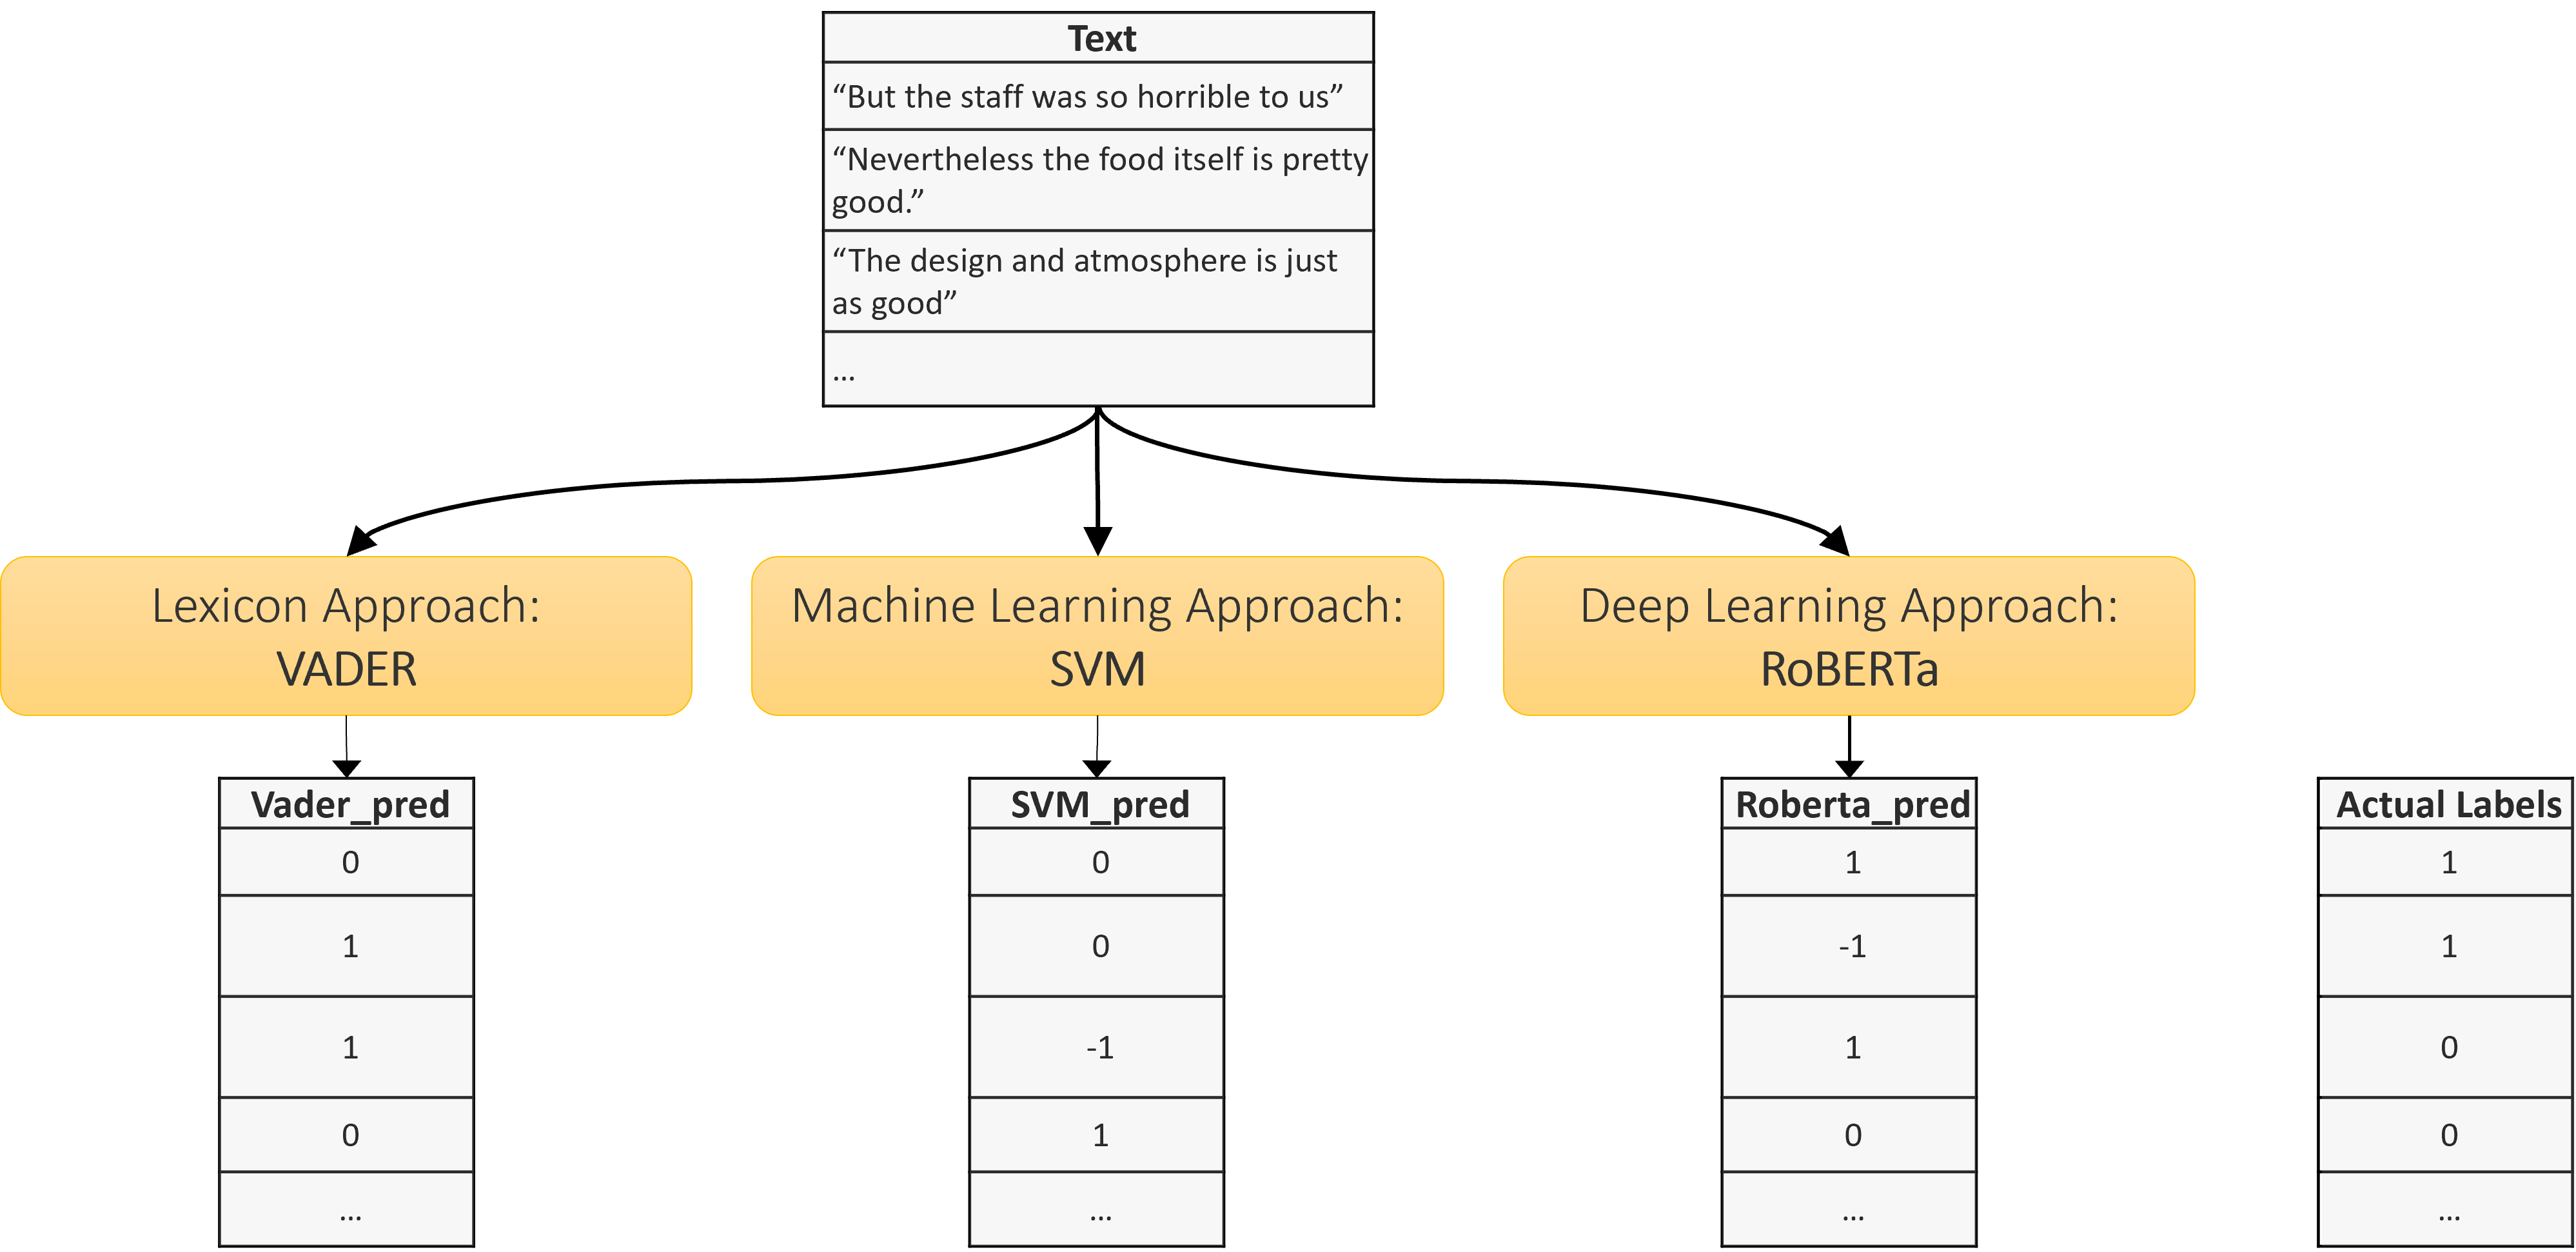 Text
“But the staff was so horrible to us”
“Nevertheless the food itself is pretty
good.”
“The design and atmosphere is just
as good”
...
Lexicon Approach:
VADER
Machine Learning Approach:
SVM
Deep Learning Approach:
RoBERTa
Vader_pred
0
1
1
0
...
SVM_pred
0
0
-1
1
...
Roberta_pred
1
-1
1
0
...
Actual Labels
1
1
0
0
...